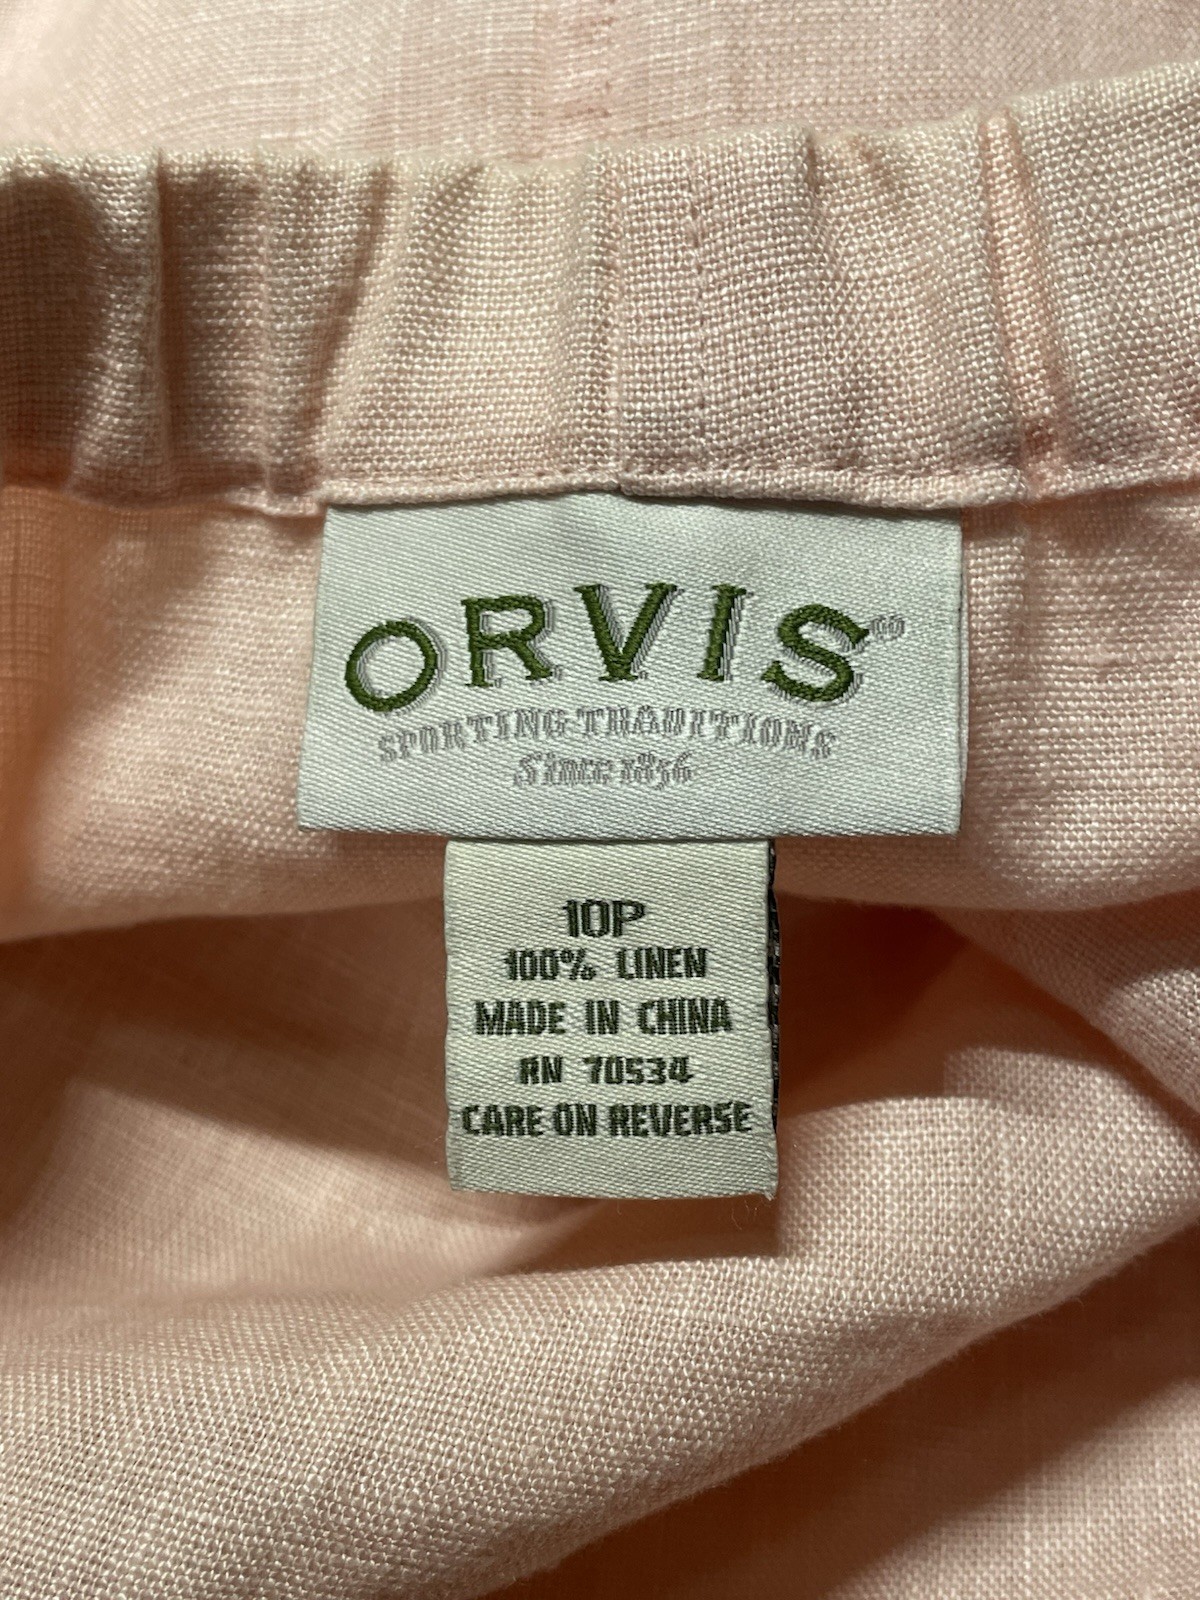 ORVIS
SPORTING TRADITIONS
Since 1856
10P
100% LINEN
MADE IN CHINA
RN 70534
CARE ON REVERSE